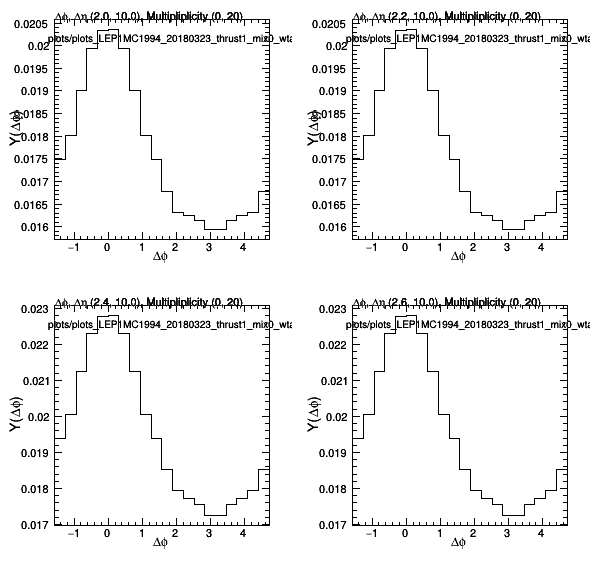 Δϕ, Δη (2.0, 10.0), Multipliplicity (0, 20)
plots/plots_LEP1MC1994_20180323_thrust1_mix0_wta
0.0205
0.02
0.0195
0.019
0.0185
0.018
0.0175
0.017
0.0165
0.016
Y(Δϕ)
−1 0 1 2 3 4
Δϕ
Δϕ, Δη (2.2, 10.0), Multipliplicity (0, 20)
plots/plots_LEP1MC1994_20180323_thrust1_mix0_wta
0.0205
0.02
0.0195
0.019
0.0185
0.018
0.0175
0.017
0.0165
0.016
Y(Δϕ)
−1 0 1 2 3 4
Δϕ
Δϕ, Δη (2.4, 10.0), Multipliplicity (0, 20)
plots/plots_LEP1MC1994_20180323_thrust1_mix0_wta
0.023
0.022
0.021
0.02
0.019
0.018
0.017
Y(Δϕ)
−1 0 1 2 3 4
Δϕ
Δϕ, Δη (2.6, 10.0), Multipliplicity (0, 20)
plots/plots_LEP1MC1994_20180323_thrust1_mix0_wta
0.023
0.022
0.021
0.02
0.019
0.018
0.017
Y(Δϕ)
−1 0 1 2 3 4
Δϕ